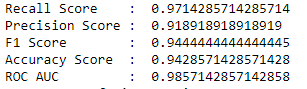 Recall Score    :  0.9714285714285714
Precision Score :  0.918918918918919
F1 Score        :  0.9444444444444445
Accuracy Score  :  0.9428571428571428
ROC AUC         :  0.9857142857142858